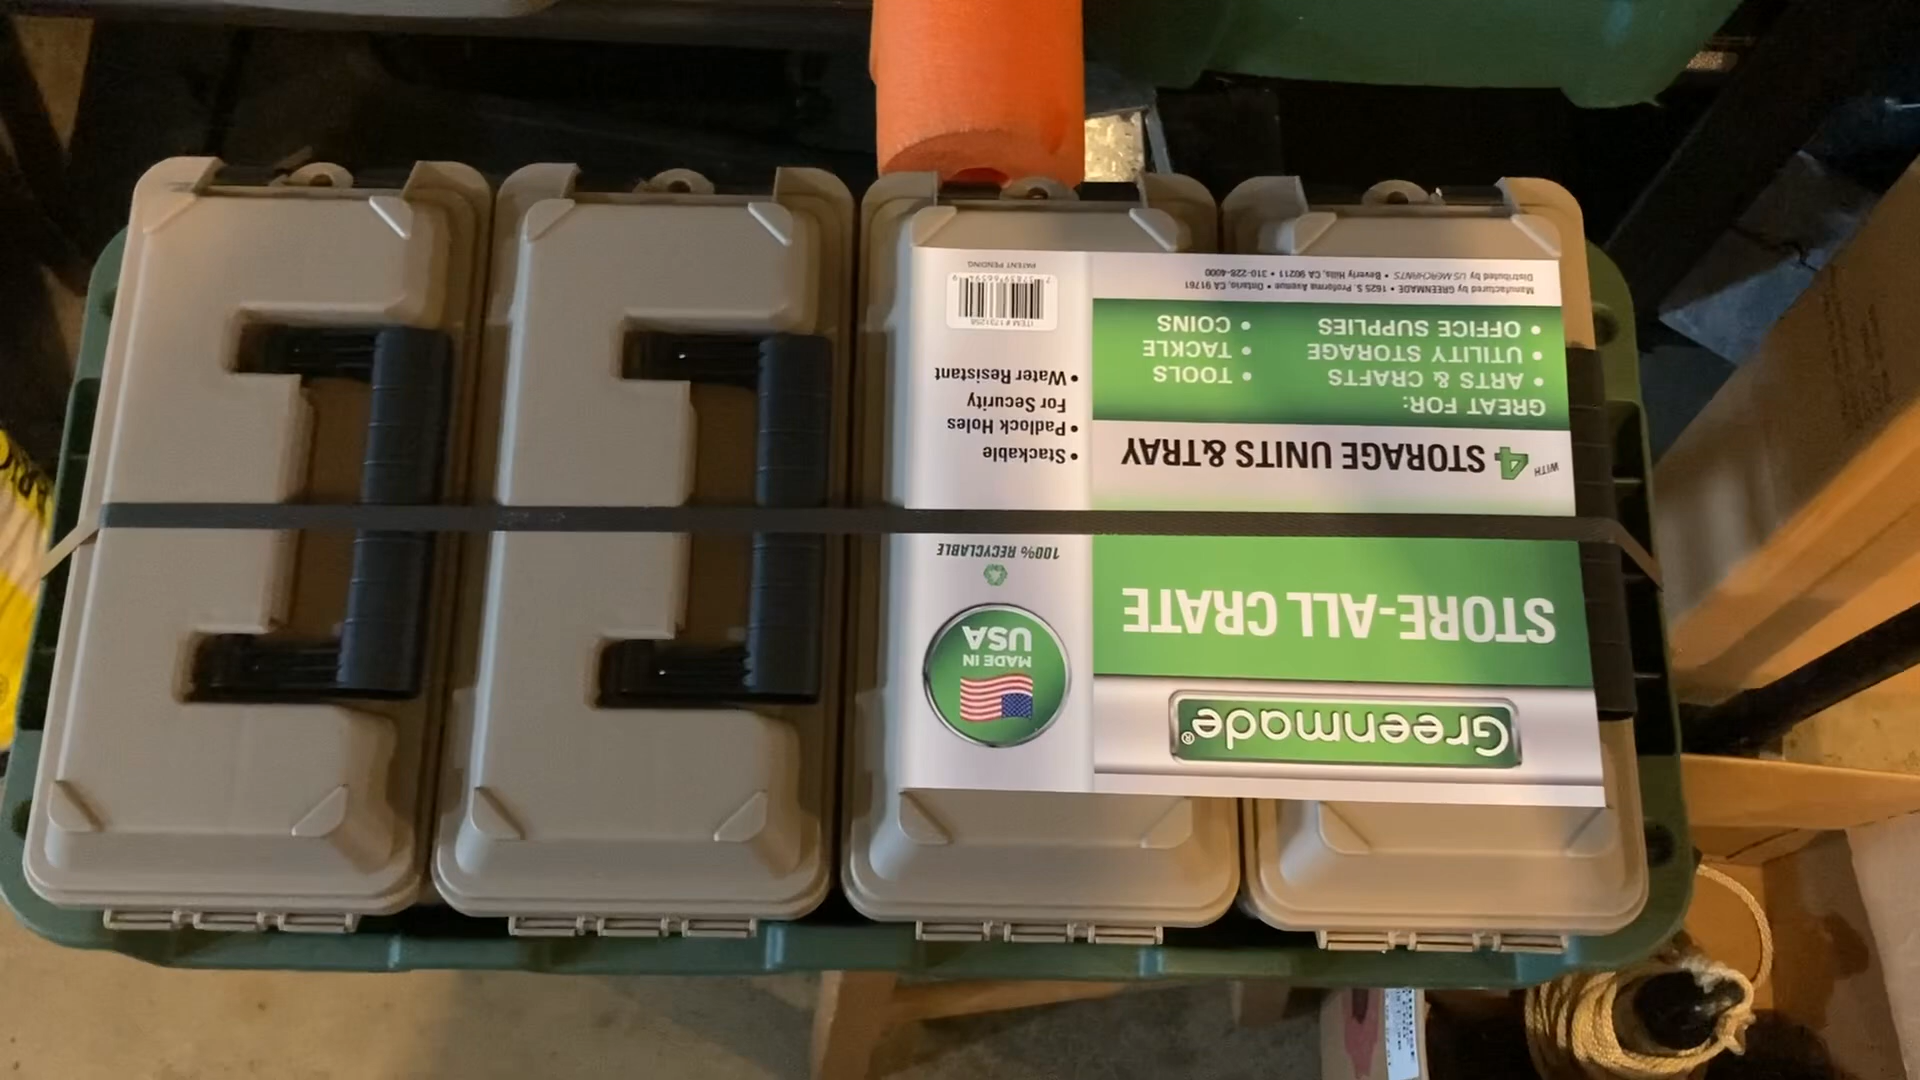 Greenmade®
STORE-ALL CRATE
WITH 4 STORAGE UNITS & TRAY
GREAT FOR:
• ARTS & CRAFTS
• UTILITY STORAGE
• OFFICE SUPPLIES
• TOOLS
• TACKLE
• COINS
Manufactured by GREENMADE • 1625 S. Proforma Avenue • Ontario, CA 91761
Distributed by US MERCHANTS • Beverly Hills, CA 90211 • 310-228-4000
MADE IN
USA
100% RECYCLABLE
• Stackable
• Padlock Holes
For Security
• Water Resistant
ITEM # 1731258
PATENT PENDING